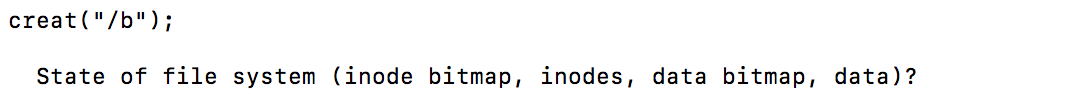 creat("/b");
State of file system (inode bitmap, inodes, data bitmap, data)?